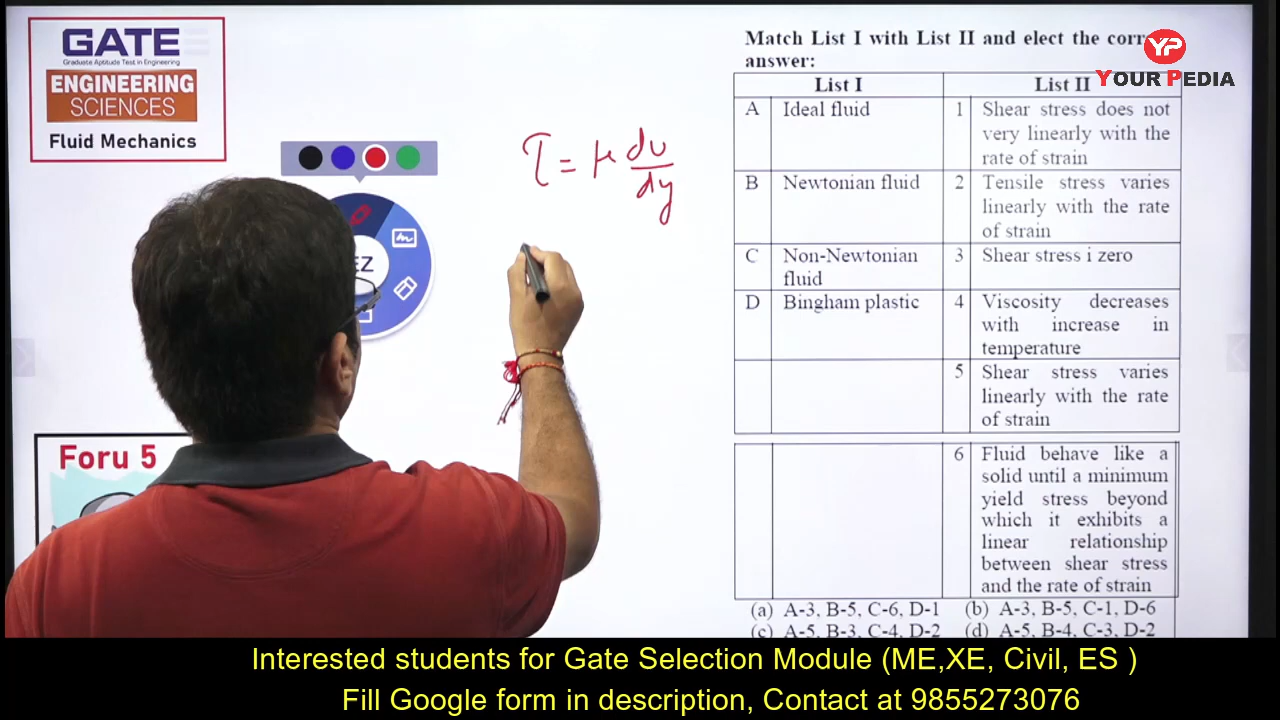 GATE
Graduate Aptitude Test in Engineering
ENGINEERING
SCIENCES
Fluid Mechanics
EZ
τ = μ du/dy
Foru 5
Match List I with List II and elect the corr
answer:
YP
YOUR PEDIA
List I List II
A Ideal fluid 1 Shear stress does not
very linearly with the
rate of strain
B Newtonian fluid 2 Tensile stress varies
linearly with the rate
of strain
C Non-Newtonian 3 Shear stress i zero
fluid
D Bingham plastic 4 Viscosity decreases
with increase in
temperature
5 Shear stress varies
linearly with the rate
of strain
6 Fluid behave like a
solid until a minimum
yield stress beyond
which it exhibits a
linear relationship
between shear stress
and the rate of strain
(a) A-3, B-5, C-6, D-1 (b) A-3, B-5, C-1, D-6
(c) A-5, B-3, C-4, D-2 (d) A-5, B-4, C-3, D-2
Interested students for Gate Selection Module (ME,XE, Civil, ES )
Fill Google form in description, Contact at 9855273076